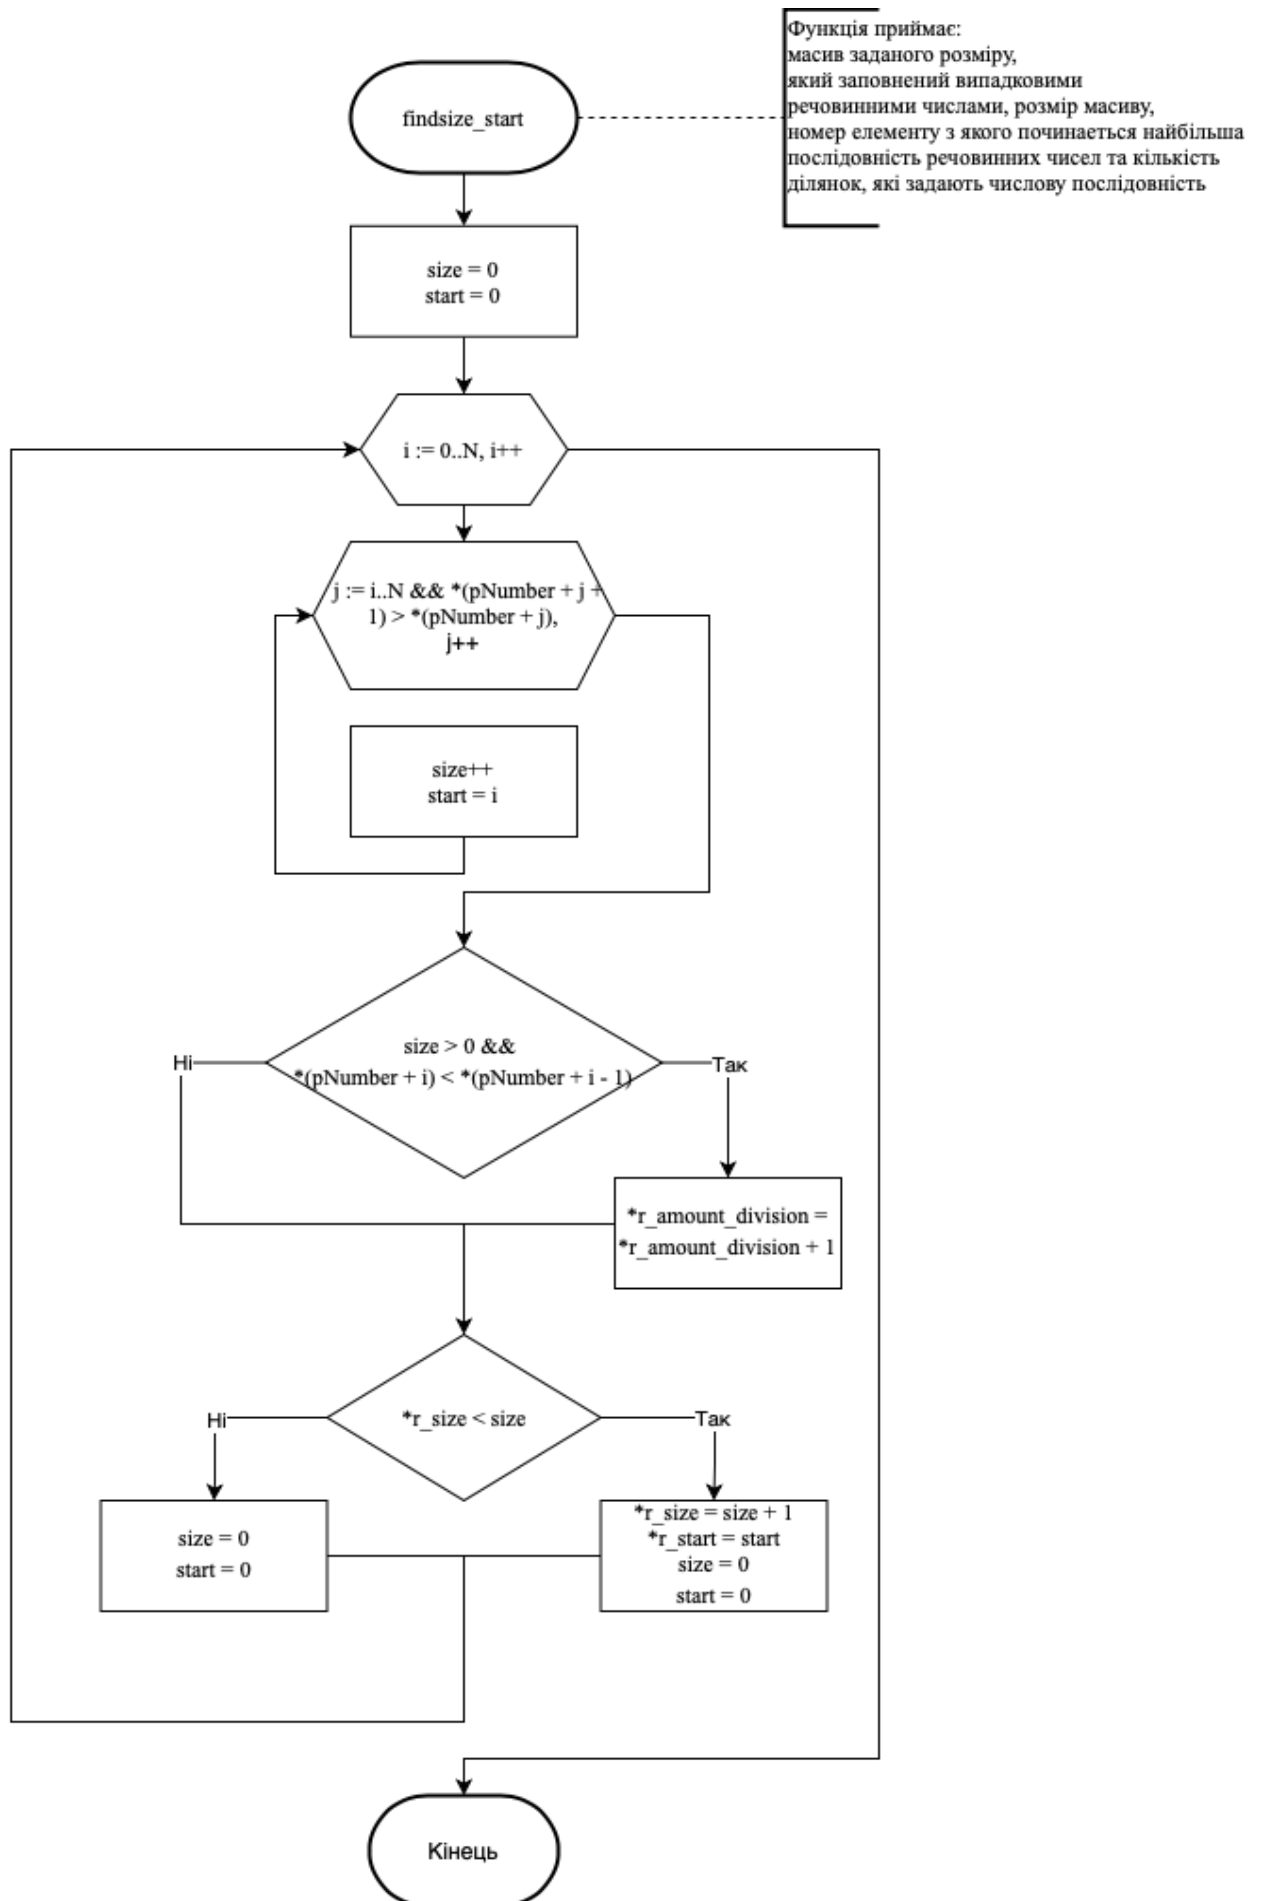 Функція приймає:
масив заданого розміру,
який заповнений випадковими
речовинними числами, розмір масиву,
номер елементу з якого починаеться найбільша
послідовність речовинних чисел та кількість
ділянок, які задають числову послідовність
findsize_start
size = 0
start = 0
i := 0..N, i++
j := i..N && *(pNumber + j +
1) > *(pNumber + j),
j++
size++
start = i
size > 0 &&
*(pNumber + i) < *(pNumber + i - 1)
Ні
Так
*r_amount_division =
*r_amount_division + 1
*r_size < size
Ні
Так
size = 0
start = 0
*r_size = size + 1
*r_start = start
size = 0
start = 0
Кінець